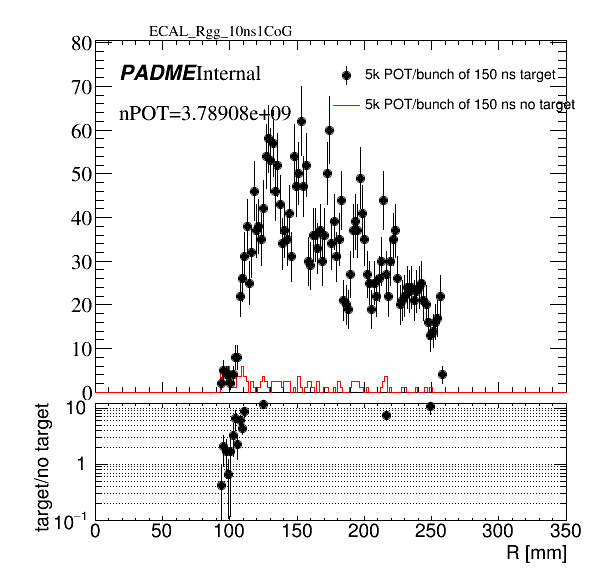 ECAL_Rgg_10ns1CoG
80
PADME Internal
5k POT/bunch of 150 ns target
70
5k POT/bunch of 150 ns no target
nPOT=3.78908e+09
60
50
40
30
20
10
0
target/no target
10
1
10⁻¹
0 50 100 150 200 250 300 350
R [mm]